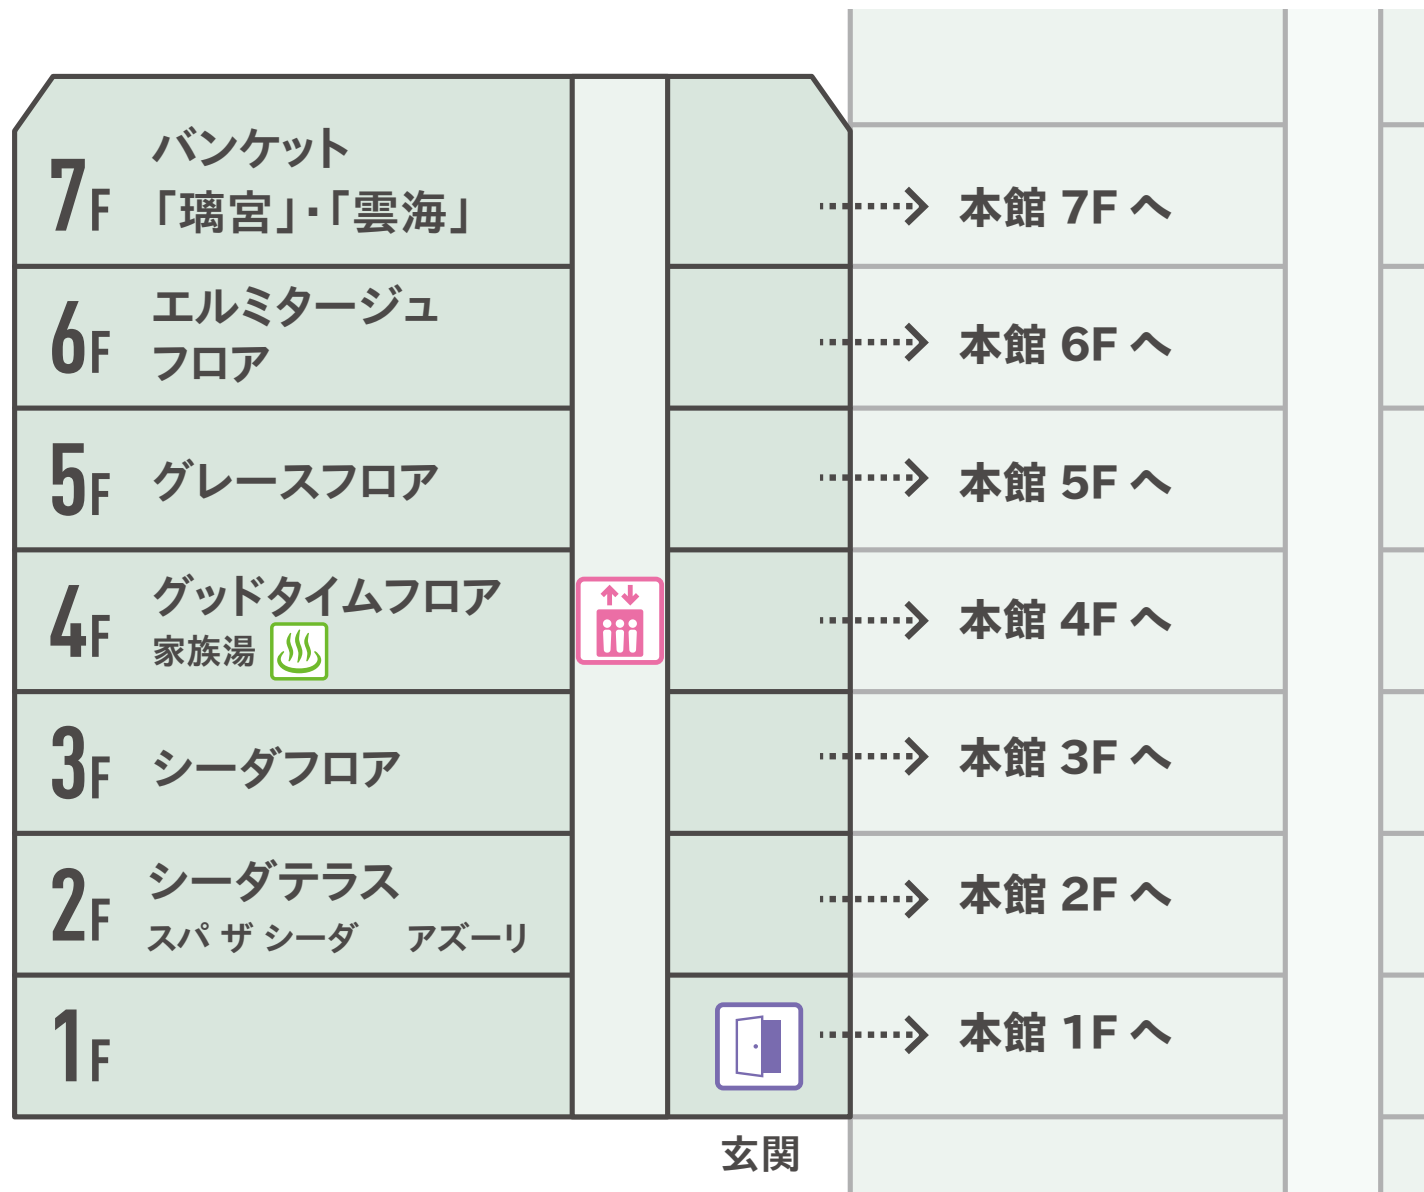 7F バンケット
「璃宮」・「雲海」
本館 7F へ
6F エルミタージュ
フロア
本館 6F へ
5F グレースフロア
本館 5F へ
4F グッドタイムフロア
家族湯
本館 4F へ
3F シーダフロア
本館 3F へ
2F シーダテラス
スパ ザ シーダ アズーリ
本館 2F へ
1F
本館 1F へ
玄関